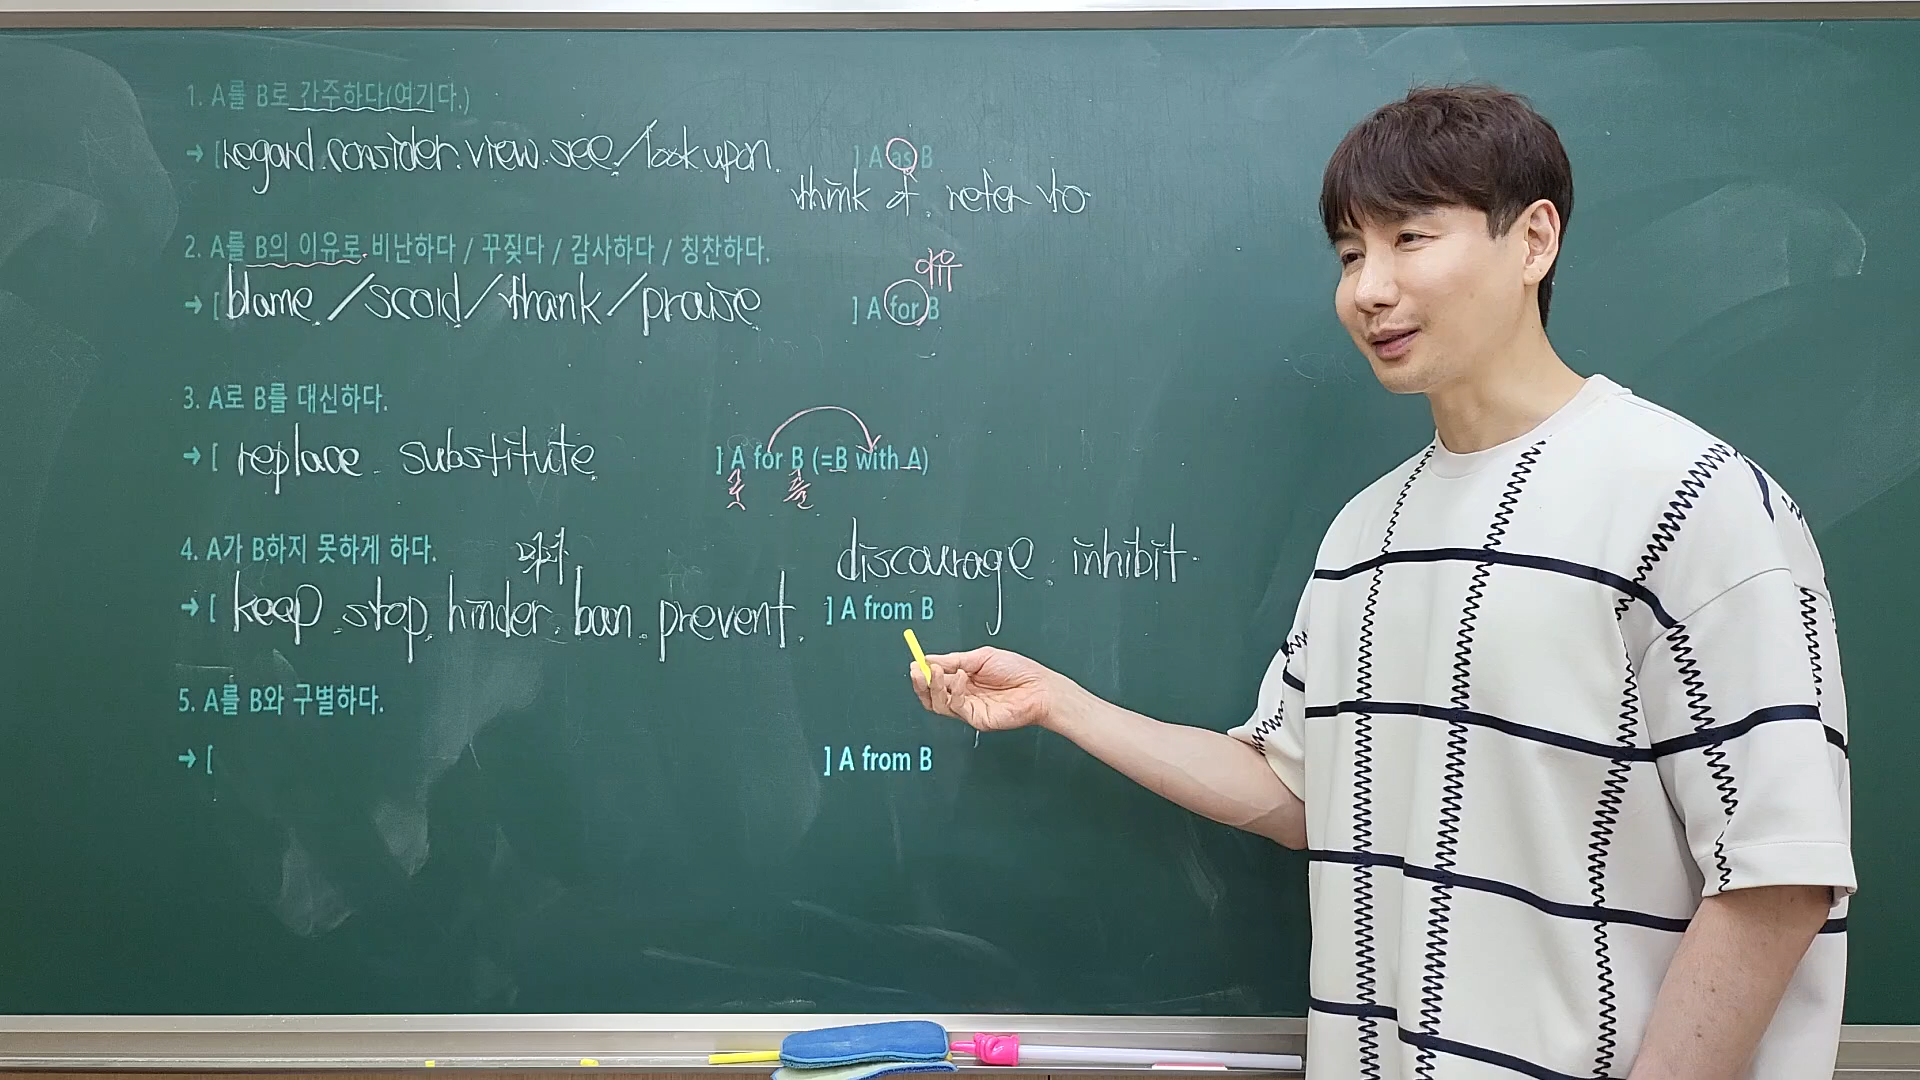 1. A를 B로 간주하다(여기다.)
→ [regard. consider. view. see. / look upon. ] A as B
think of. refer to
2. A를 B의 이유로 비난하다 / 꾸짖다 / 감사하다 / 칭찬하다.
이유
→ [blame. / scold / thank / praise ] A for B
3. A로 B를 대신하다.
→ [ replace. substitute. ] A for B (=B with A)
4. A가 B하지 못하게 하다.
discourage. inhibit.
→ [ keep. stop. hinder. ban. prevent. ] A from B
5. A를 B와 구별하다.
→ [ ] A from B